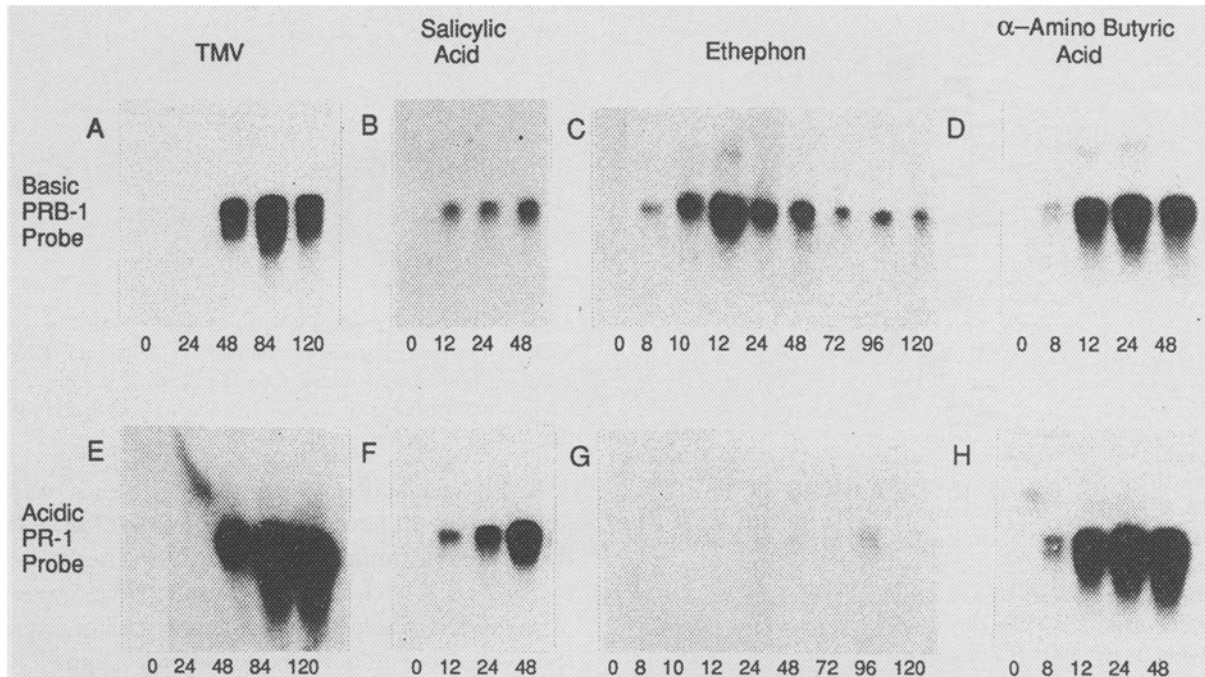 TMV
Salicylic
Acid
Ethephon
α–Amino Butyric
Acid
A
B
C
D
Basic
PRB-1
Probe
0 24 48 84 120
0 12 24 48
0 8 10 12 24 48 72 96 120
0 8 12 24 48
E
F
G
H
Acidic
PR-1
Probe
0 24 48 84 120
0 12 24 48
0 8 10 12 24 48 72 96 120
0 8 12 24 48